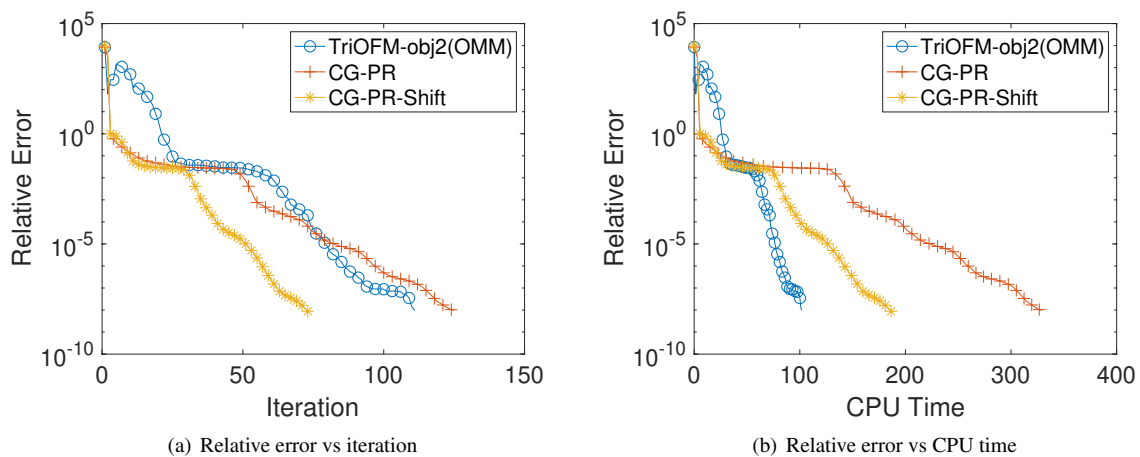 10^5
10^0
10^-5
10^-10
Relative Error
TriOFM-obj2(OMM)
CG-PR
CG-PR-Shift
0 50 100 150
Iteration
(a) Relative error vs iteration
10^5
10^0
10^-5
10^-10
Relative Error
TriOFM-obj2(OMM)
CG-PR
CG-PR-Shift
0 100 200 300 400
CPU Time
(b) Relative error vs CPU time